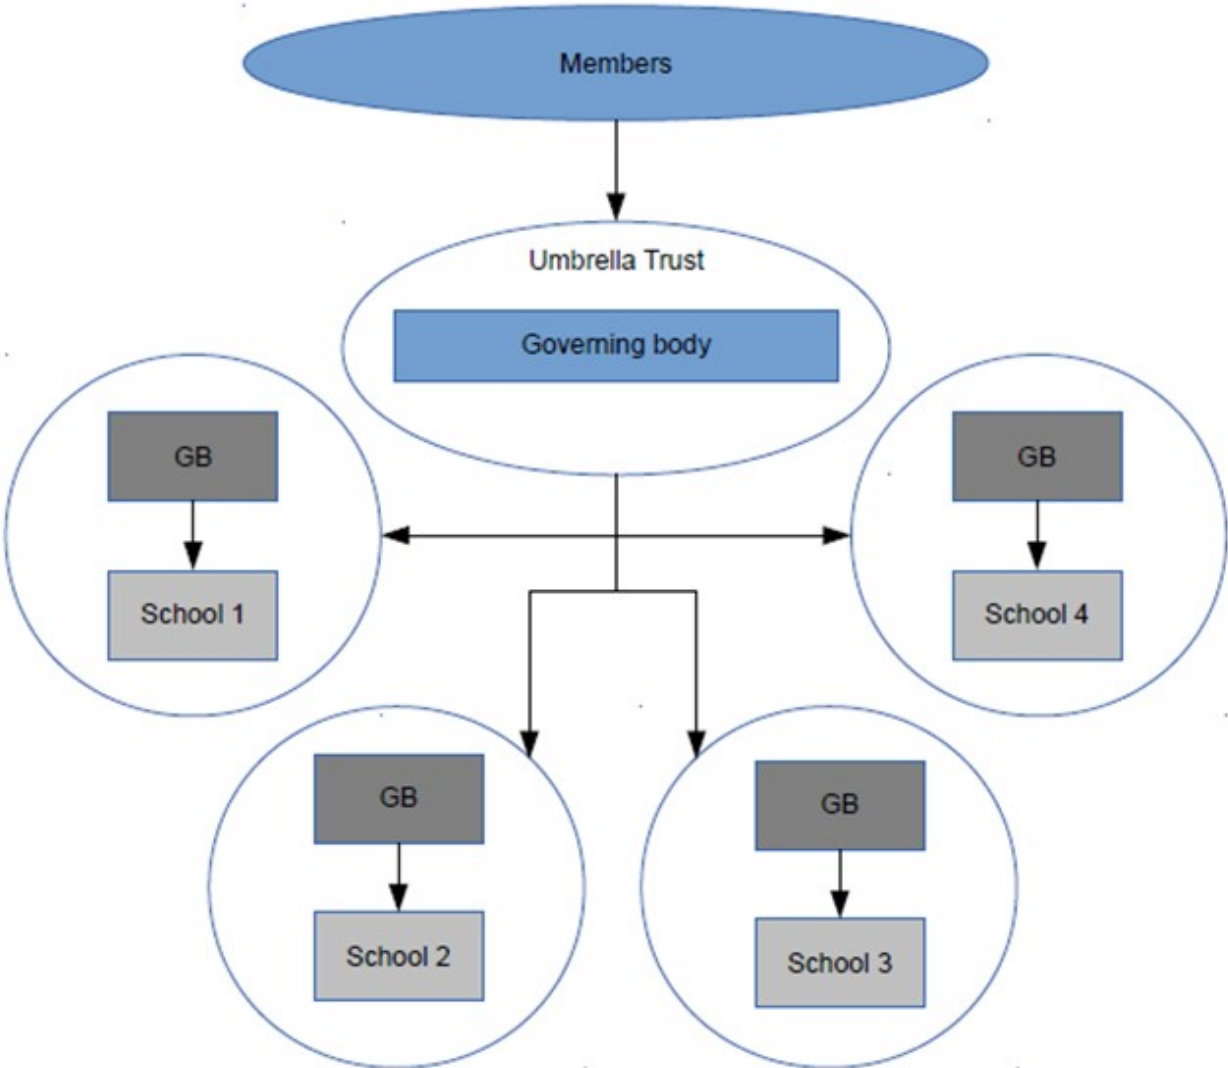 Members
Umbrella Trust
Governing body
GB
School 1
GB
School 4
GB
School 2
GB
School 3